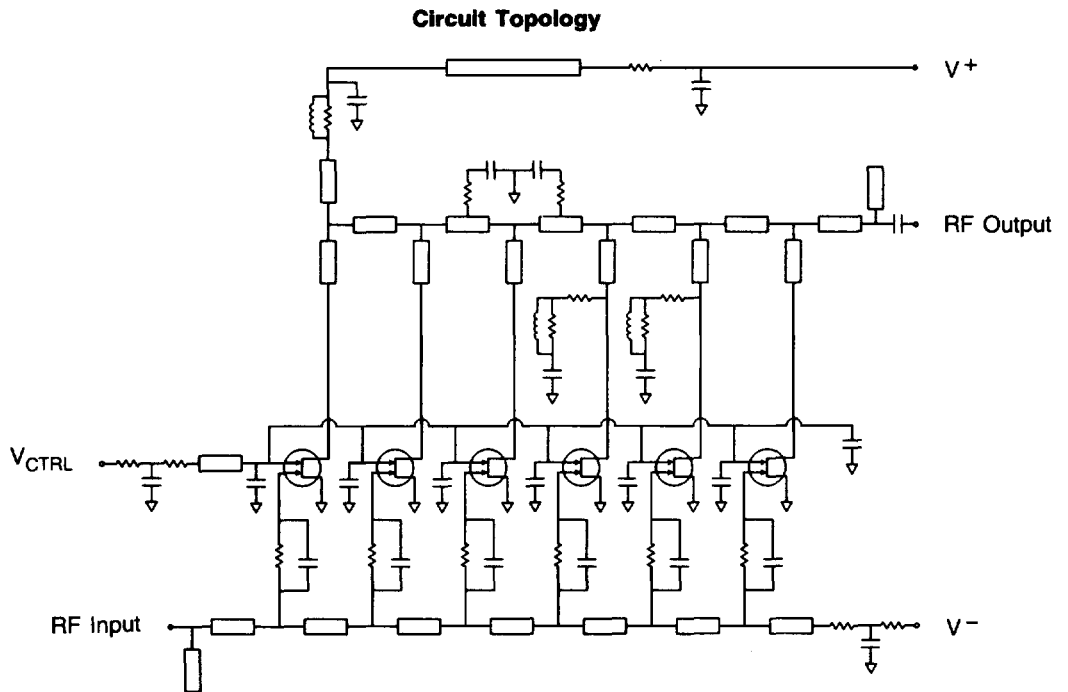 Circuit Topology
V+
RF Output
VCTRL
RF Input
V−